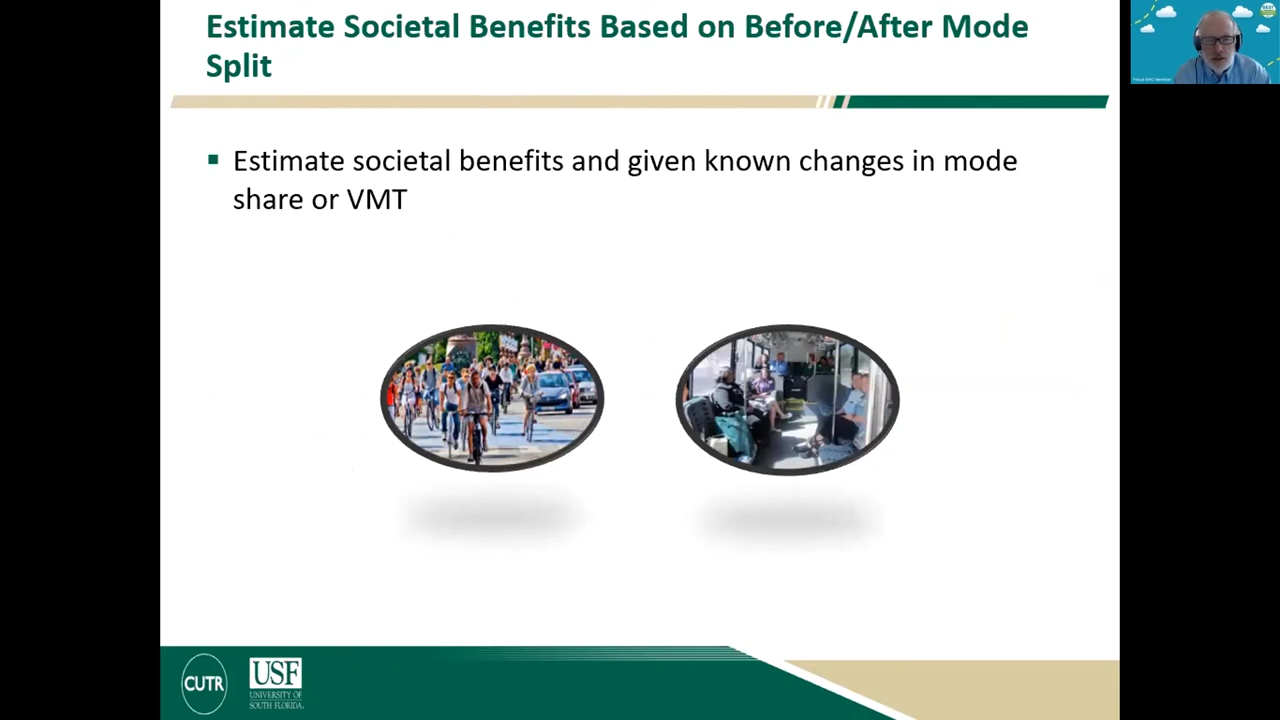 Estimate Societal Benefits Based on Before/After Mode
Split
Estimate societal benefits and given known changes in mode
share or VMT
CUTR
USF
UNIVERSITY OF
SOUTH FLORIDA